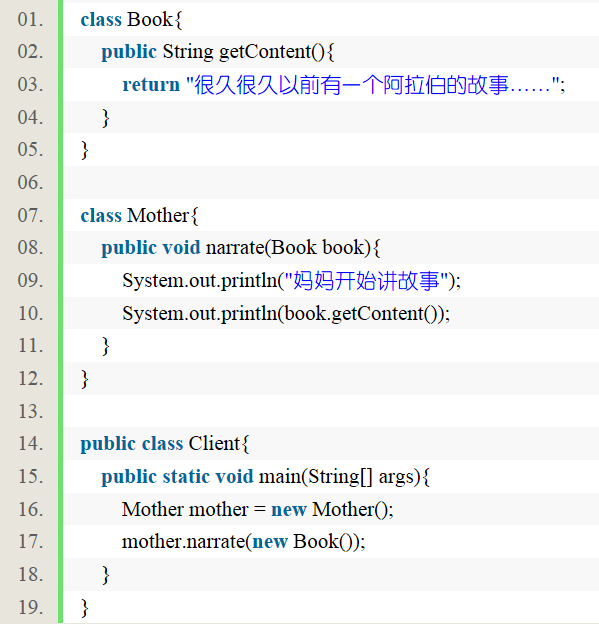 01. class Book{
02. public String getContent(){
03. return "很久很久以前有一个阿拉伯的故事……";
04. }
05. }
06.
07. class Mother{
08. public void narrate(Book book){
09. System.out.println("妈妈开始讲故事");
10. System.out.println(book.getContent());
11. }
12. }
13.
14. public class Client{
15. public static void main(String[] args){
16. Mother mother = new Mother();
17. mother.narrate(new Book());
18. }
19. }